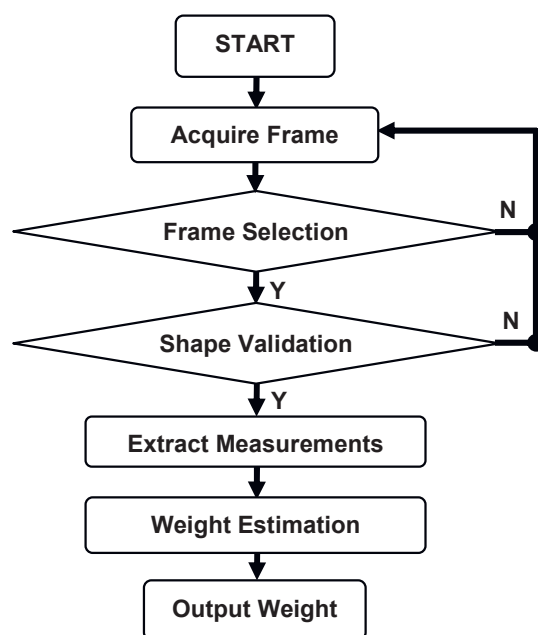 START
Acquire Frame
N
Frame Selection
Y
N
Shape Validation
Y
Extract Measurements
Weight Estimation
Output Weight